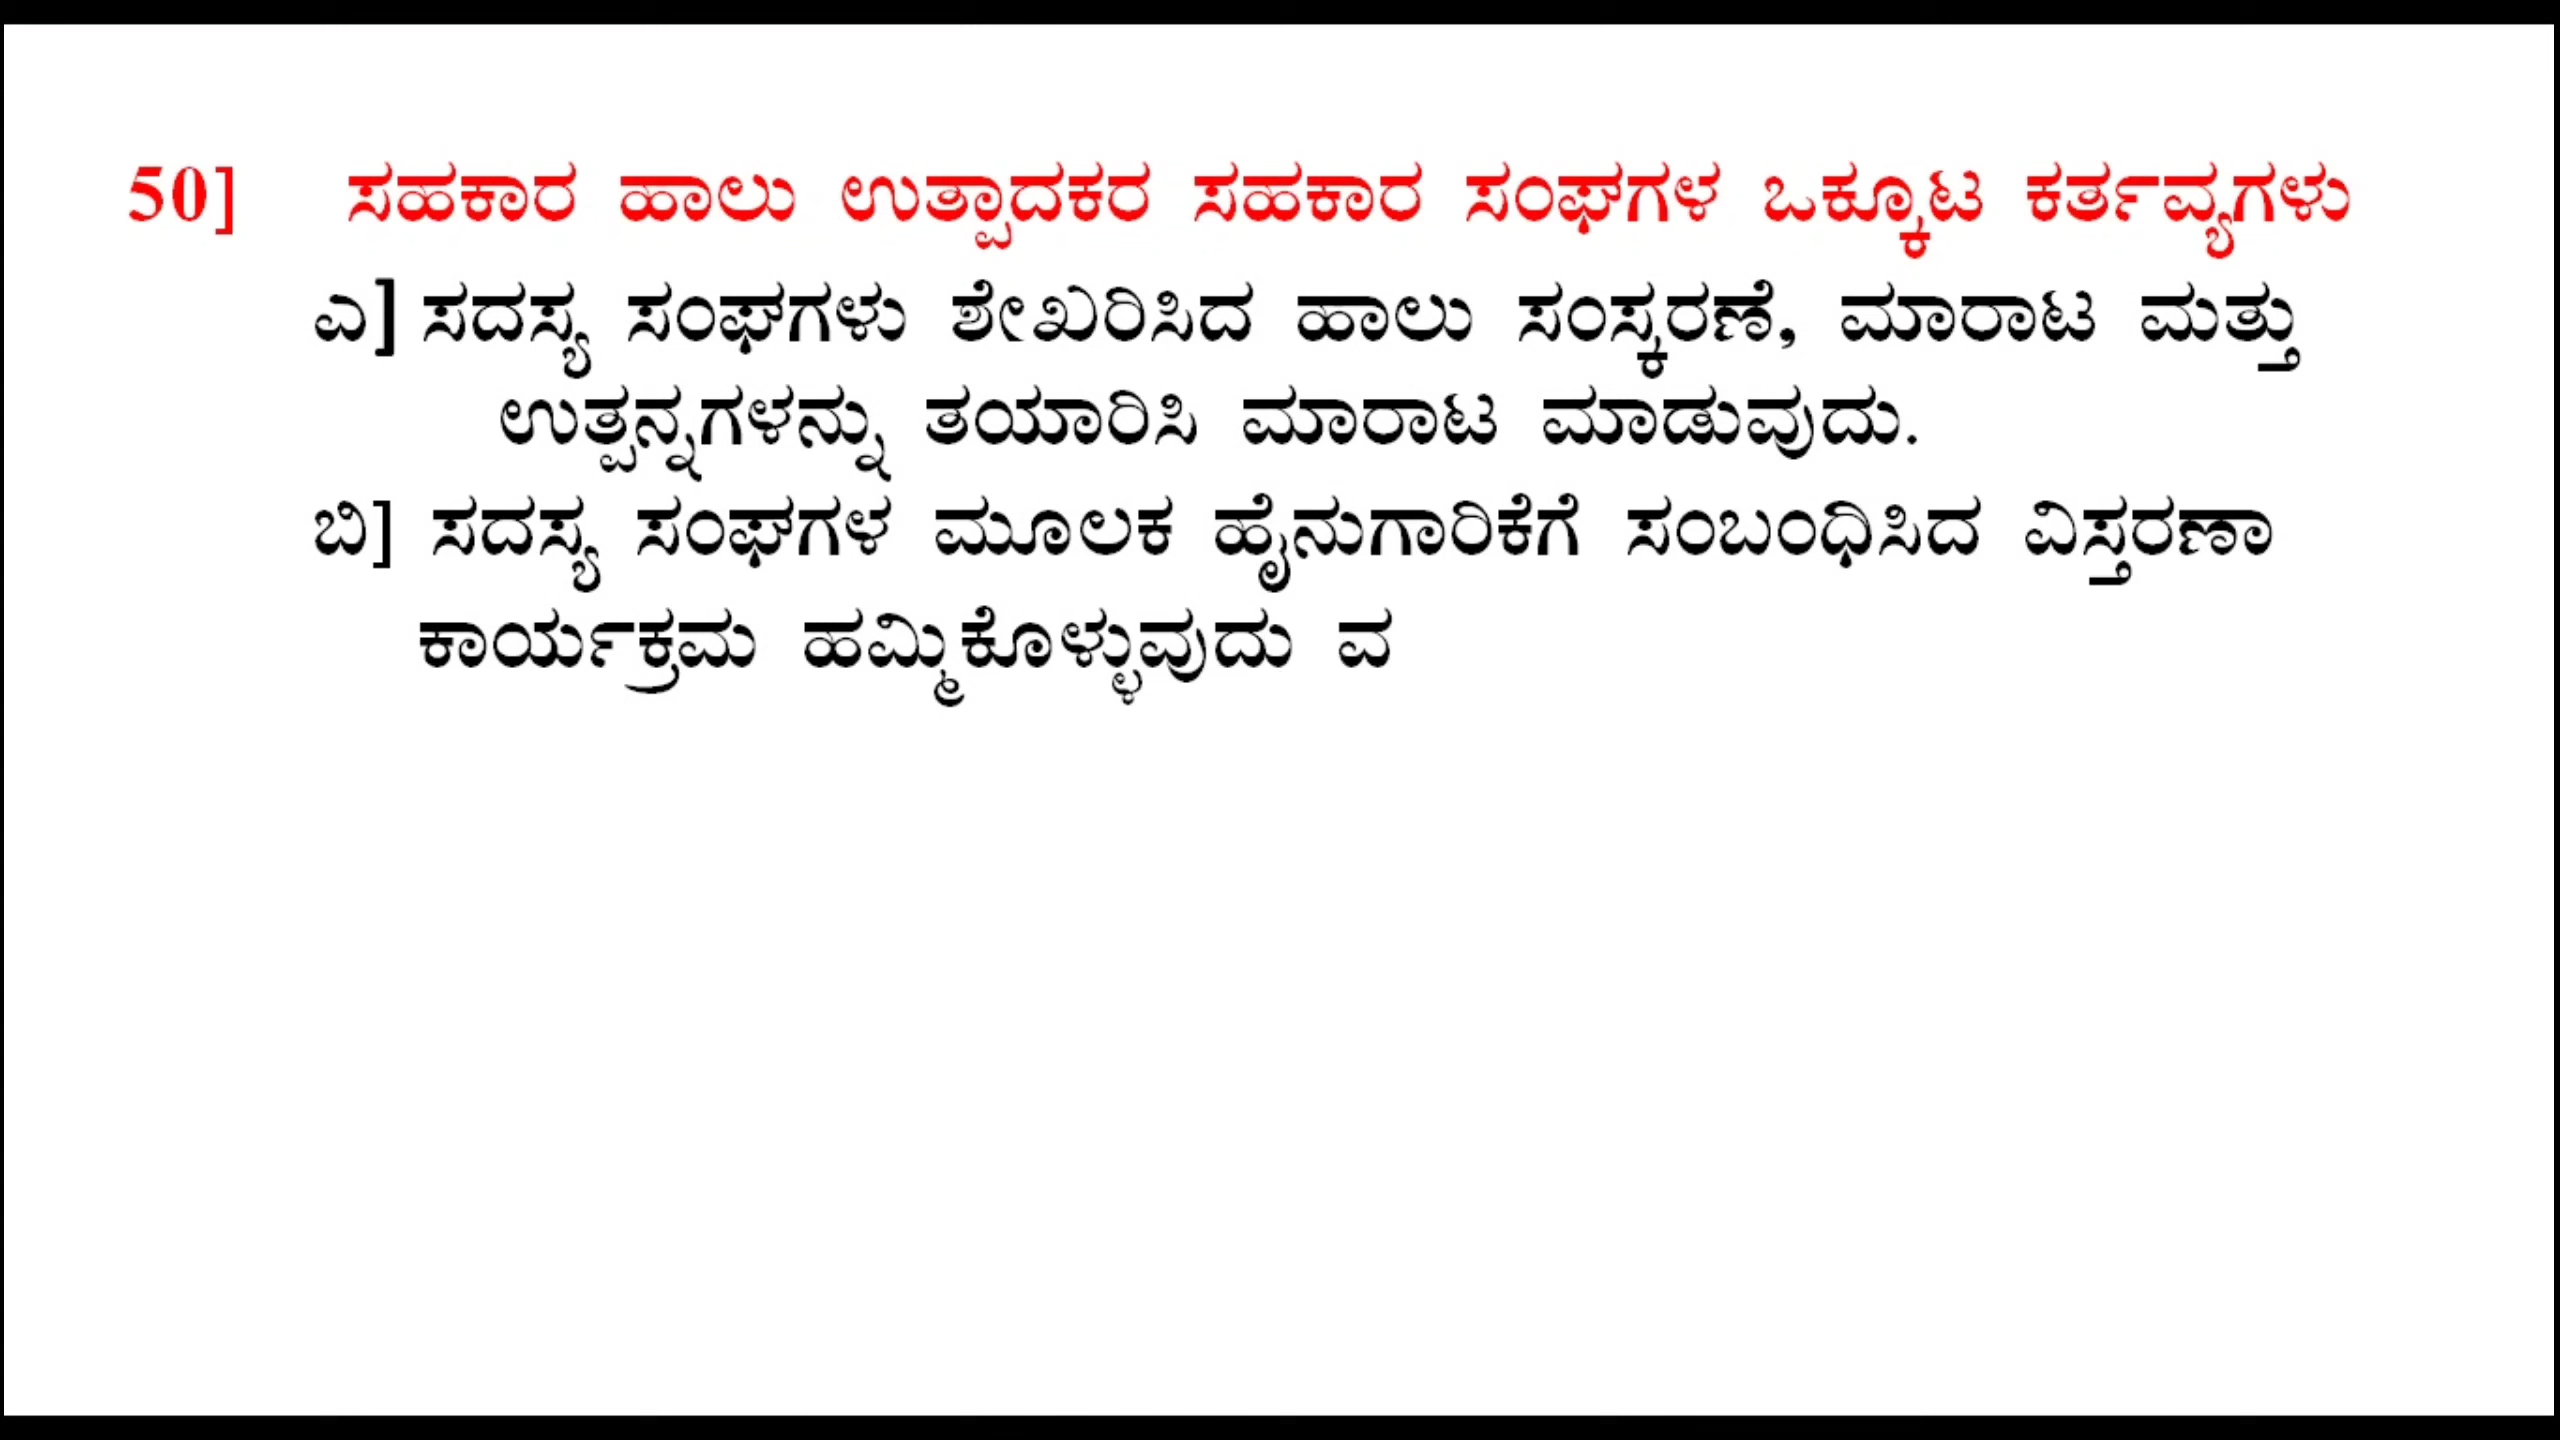 50] ಸಹಕಾರ ಹಾಲು ಉತ್ಪಾದಕರ ಸಹಕಾರ ಸಂಘಗಳ ಒಕ್ಕೂಟ ಕರ್ತವ್ಯಗಳು
ಎ] ಸದಸ್ಯ ಸಂಘಗಳು ಶೇಖರಿಸಿದ ಹಾಲು ಸಂಸ್ಕರಣೆ, ಮಾರಾಟ ಮತ್ತು
ಉತ್ಪನ್ನಗಳನ್ನು ತಯಾರಿಸಿ ಮಾರಾಟ ಮಾಡುವುದು.
ಬಿ] ಸದಸ್ಯ ಸಂಘಗಳ ಮೂಲಕ ಹೈನುಗಾರಿಕೆಗೆ ಸಂಬಂಧಿಸಿದ ವಿಸ್ತರಣಾ
ಕಾರ್ಯಕ್ರಮ ಹಮ್ಮಿಕೊಳ್ಳುವುದು ವ